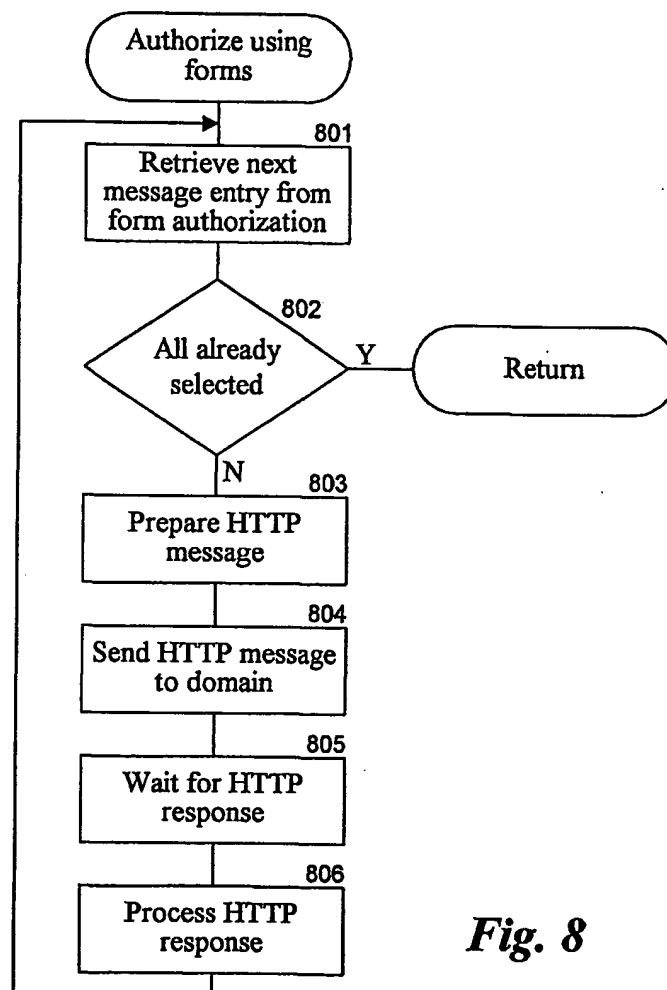 Authorize using
forms
801
Retrieve next
message entry from
form authorization
802
All already
selected
Y
Return
N
803
Prepare HTTP
message
804
Send HTTP message
to domain
805
Wait for HTTP
response
806
Process HTTP
response
Fig. 8